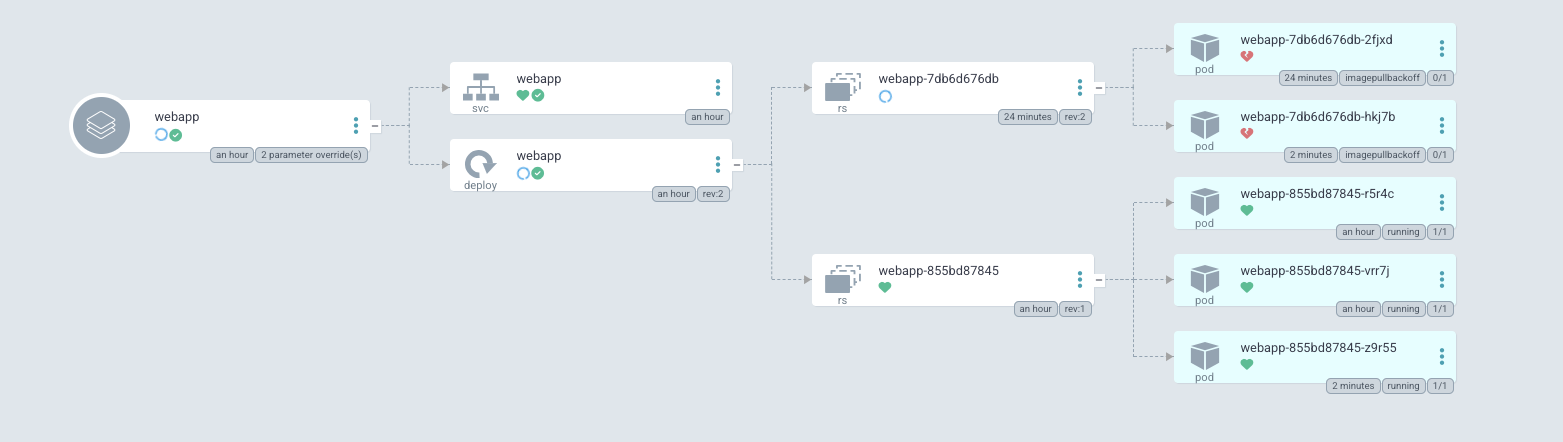 webapp
an hour 2 parameter override(s)
webapp
svc
an hour
webapp
deploy
an hour rev:2
webapp-7db6d676db
rs
24 minutes rev:2
webapp-855bd87845
rs
an hour rev:1
webapp-7db6d676db-2fjxd
pod
24 minutes imagepullbackoff 0/1
webapp-7db6d676db-hkj7b
pod
2 minutes imagepullbackoff 0/1
webapp-855bd87845-r5r4c
pod
an hour running 1/1
webapp-855bd87845-vrr7j
pod
an hour running 1/1
webapp-855bd87845-z9r55
pod
2 minutes running 1/1